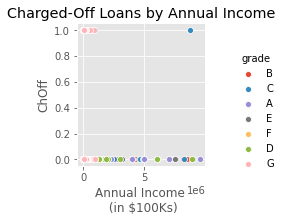 Charged-Off Loans by Annual Income
1.0
0.8
0.6
0.4
0.2
0.0
ChOff
0
5
1e6
Annual Income
(in $100Ks)
grade
B
C
A
E
F
D
G